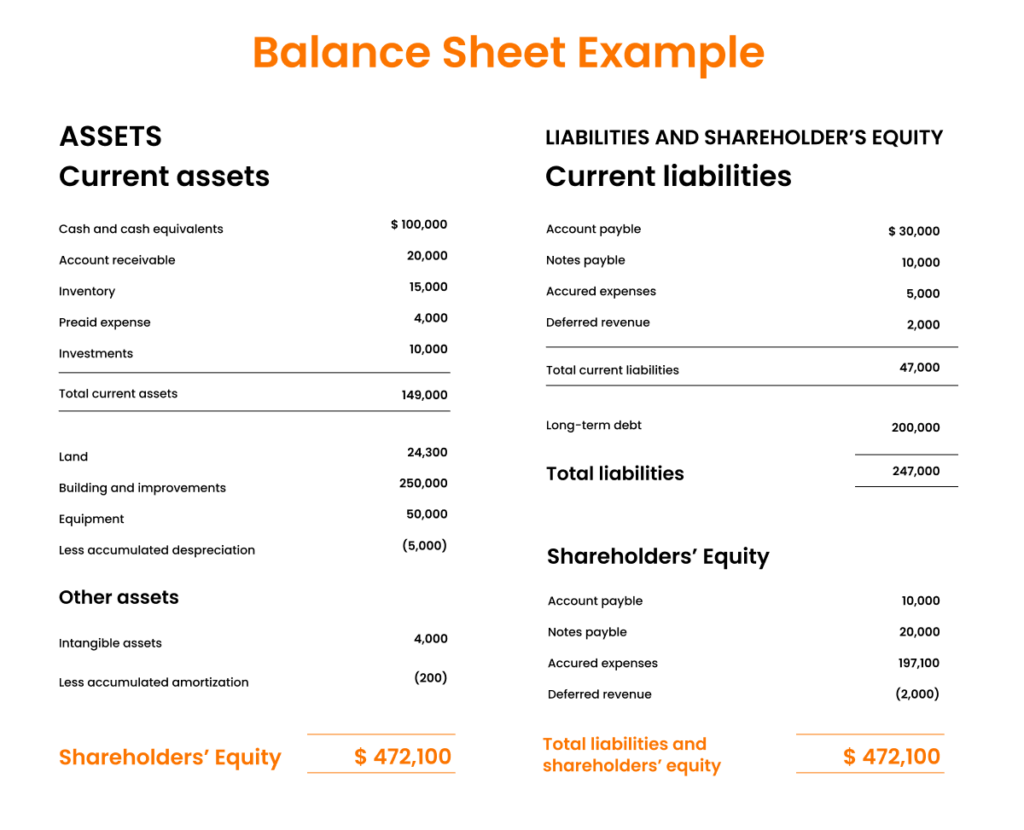 Balance Sheet Example
ASSETS
Current assets
Cash and cash equivalents $ 100,000
Account receivable 20,000
Inventory 15,000
Preaid expense 4,000
Investments 10,000
Total current assets 149,000
Land 24,300
Building and improvements 250,000
Equipment 50,000
Less accumulated despreciation (5,000)
Other assets
Intangible assets 4,000
Less accumulated amortization (200)
Shareholders’ Equity $ 472,100
LIABILITIES AND SHAREHOLDER’S EQUITY
Current liabilities
Account payble $ 30,000
Notes payble 10,000
Accured expenses 5,000
Deferred revenue 2,000
Total current liabilities 47,000
Long-term debt 200,000
Total liabilities 247,000
Shareholders’ Equity
Account payble 10,000
Notes payble 20,000
Accured expenses 197,100
Deferred revenue (2,000)
Total liabilities and
shareholders’ equity $ 472,100